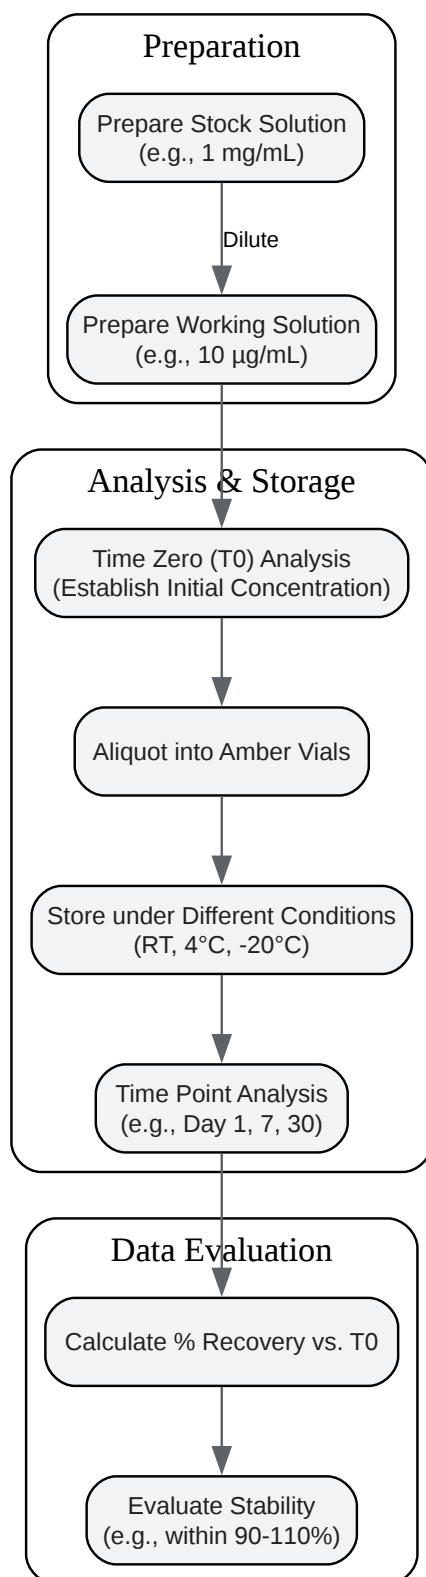 Preparation
Prepare Stock Solution
(e.g., 1 mg/mL)
Dilute
Prepare Working Solution
(e.g., 10 µg/mL)
Analysis & Storage
Time Zero (T0) Analysis
(Establish Initial Concentration)
Aliquot into Amber Vials
Store under Different Conditions
(RT, 4°C, -20°C)
Time Point Analysis
(e.g., Day 1, 7, 30)
Data Evaluation
Calculate % Recovery vs. T0
Evaluate Stability
(e.g., within 90-110%)